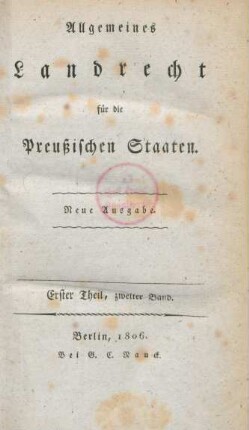 Allgemeines
Landrecht
für die
Preußischen Staaten.
Neue Ausgabe.
Erster Theil, zweiter Band.
Berlin, 1806.
Bei G. C. Nauck.